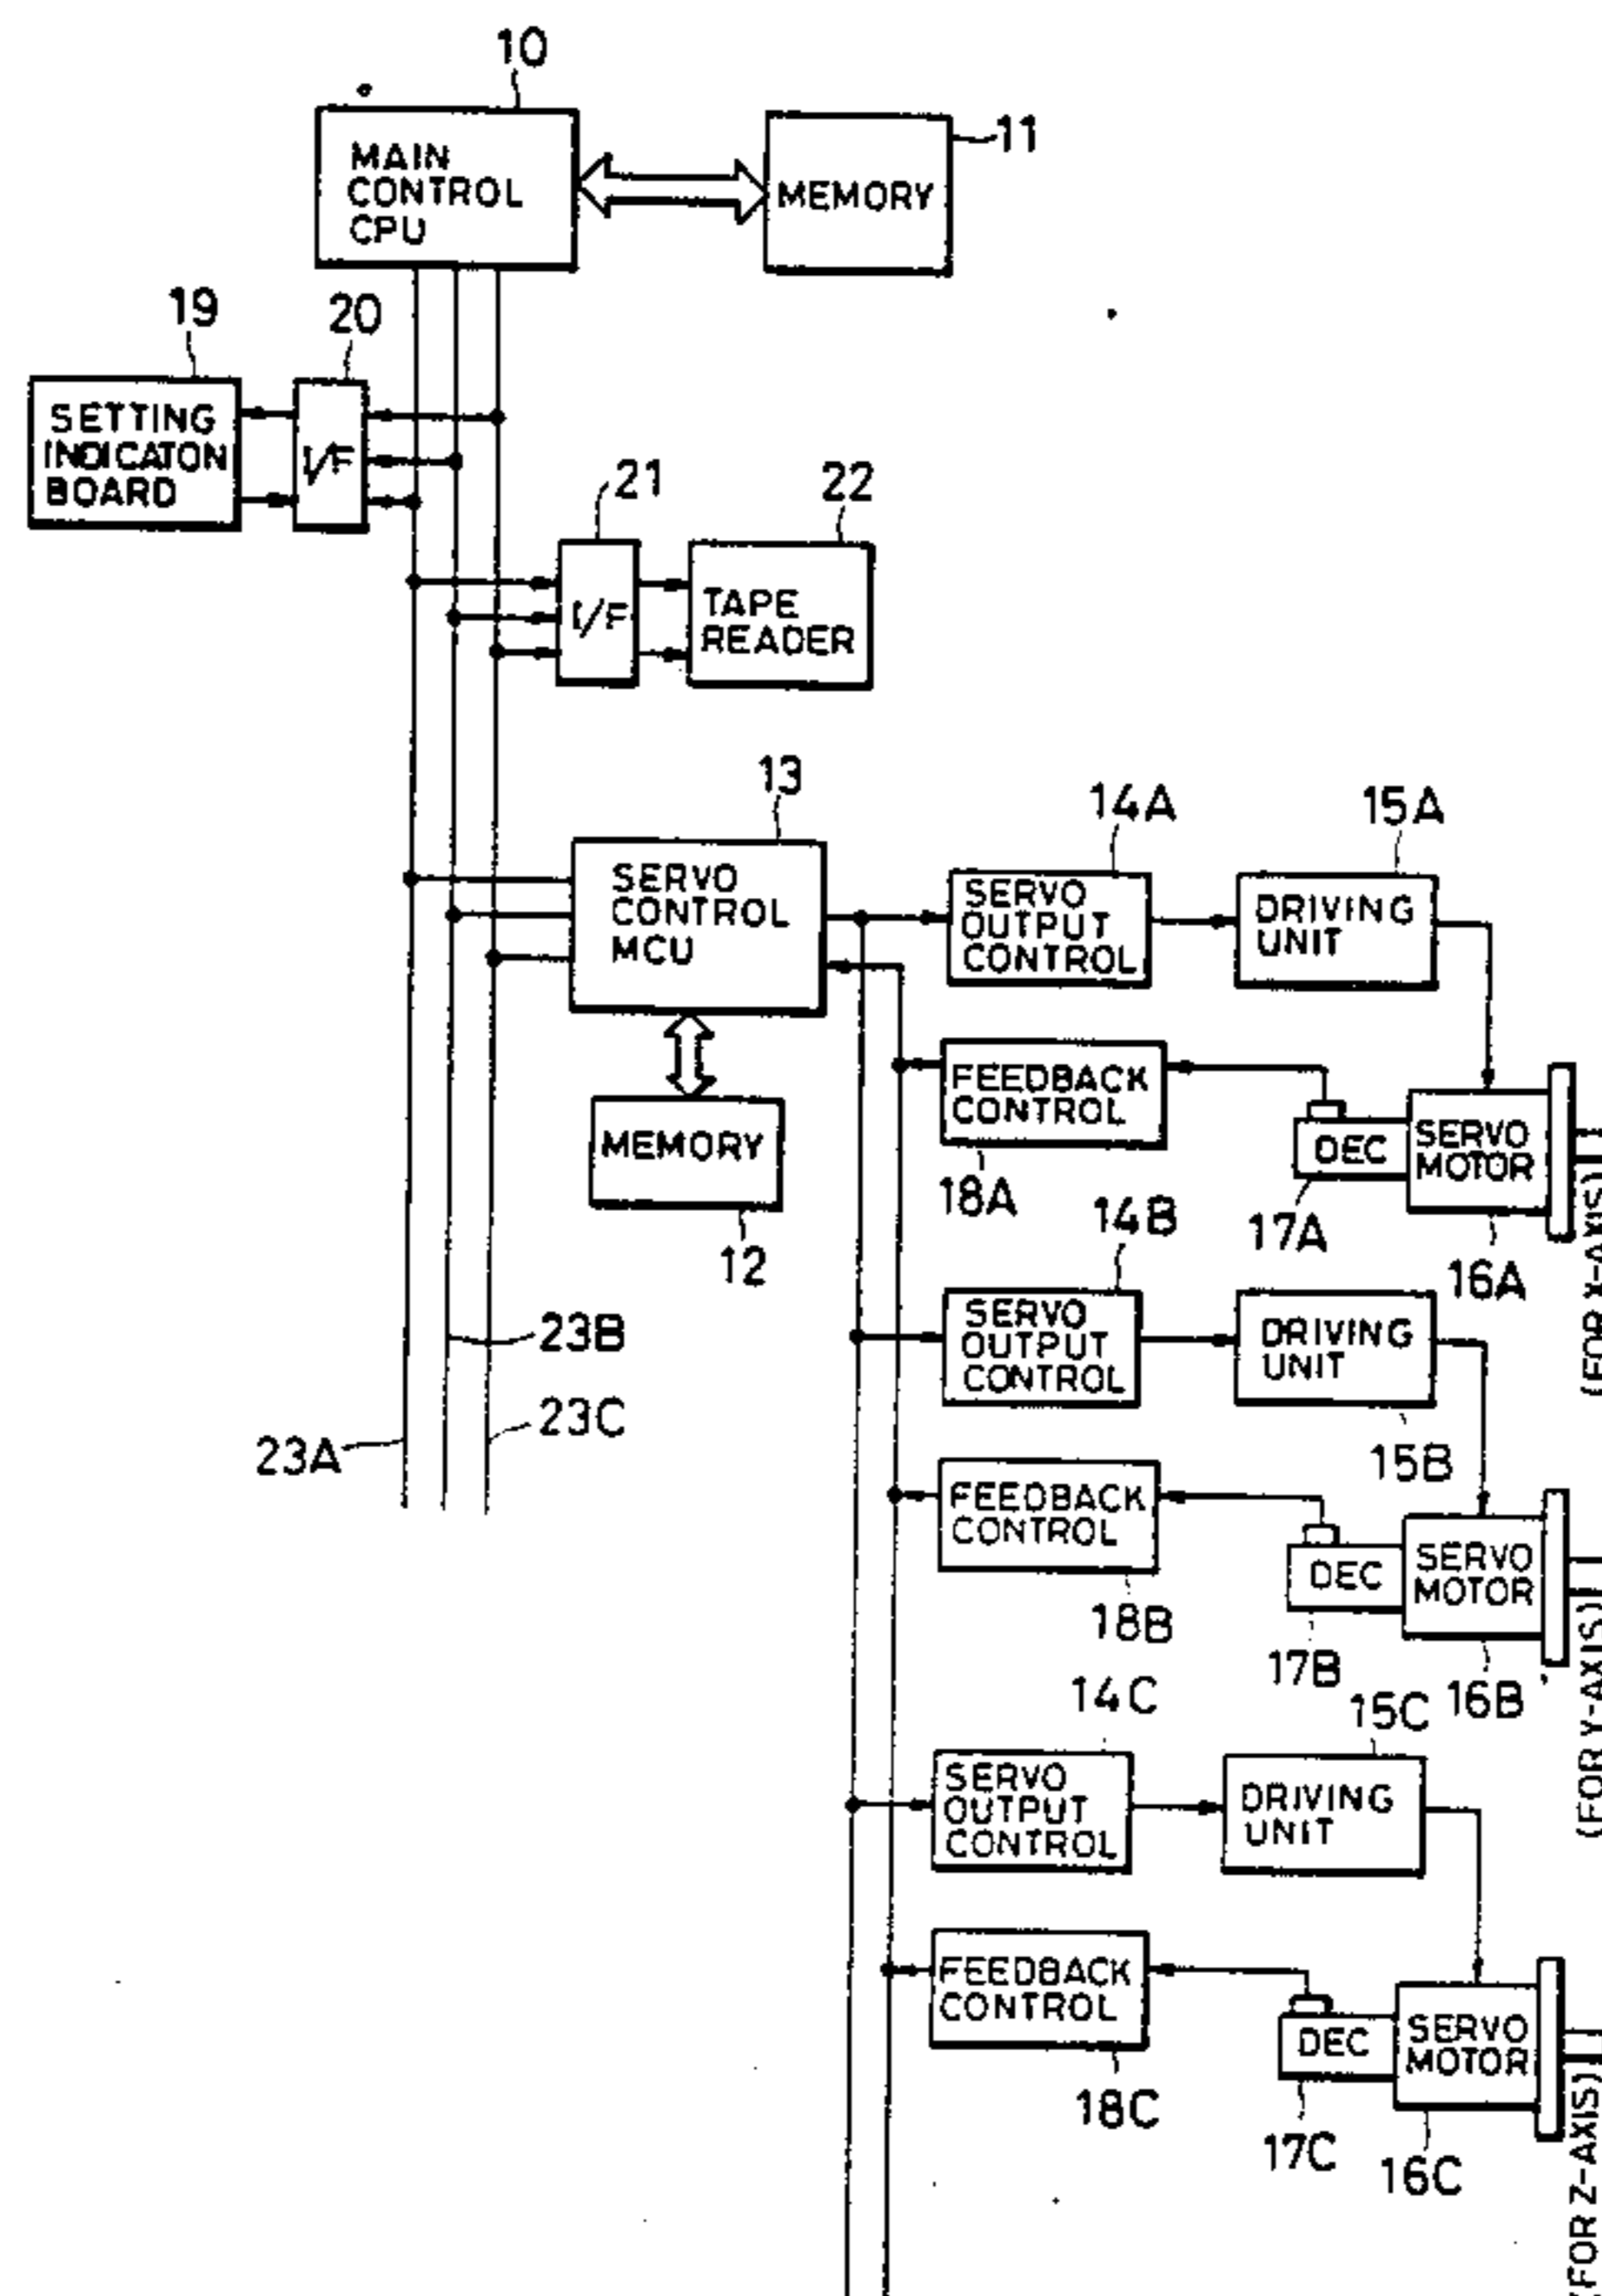 10
MAIN
CONTROL
CPU
11
MEMORY
19
20
SETTING
INDICATON
BOARD
I/F
21
22
I/F
TAPE
READER
13
SERVO
CONTROL
MCU
14A
SERVO
OUTPUT
CONTROL
15A
DRIVING
UNIT
FEEDBACK
CONTROL
18A
DEC
17A
SERVO
MOTOR
16A
(FOR X-AXIS)
MEMORY
12
14B
SERVO
OUTPUT
CONTROL
DRIVING
UNIT
15B
23B
23C
23A
FEEDBACK
CONTROL
18B
DEC
17B
SERVO
MOTOR
16B
(FOR Y-AXIS)
14C
SERVO
OUTPUT
CONTROL
15C
DRIVING
UNIT
FEEDBACK
CONTROL
18C
DEC
17C
SERVO
MOTOR
16C
(FOR Z-AXIS)